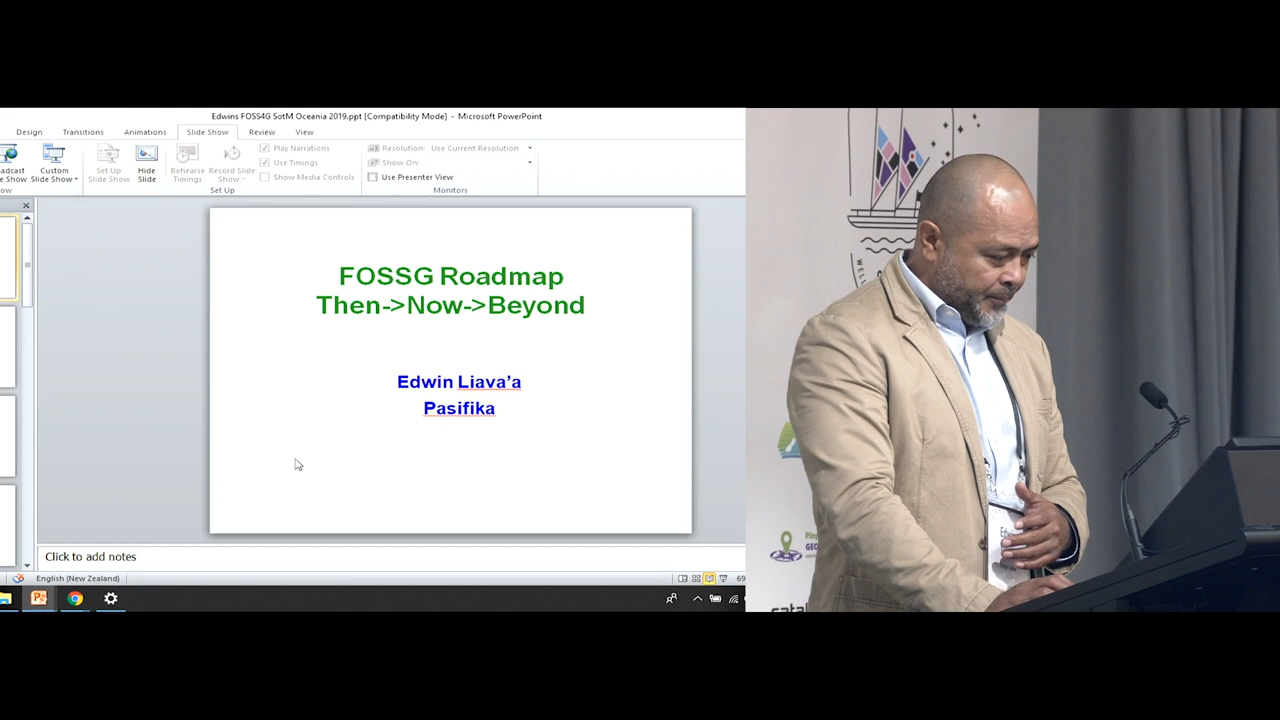 Edwins FOSS4G SotM Oceania 2019.ppt [Compatibility Mode] - Microsoft PowerPoint
Design Transitions Animations Slide Show Review View
Custom Slide Show
Set Up Slide Show
Hide Slide
Rehearse Timings
Record Slide Show
Play Narrations
Use Timings
Show Media Controls
Set Up
Resolution: Use Current Resolution
Show On:
Use Presenter View
Monitors
FOSSG Roadmap
Then->Now->Beyond
Edwin Liava’a
Pasifika
Click to add notes
English (New Zealand)
69